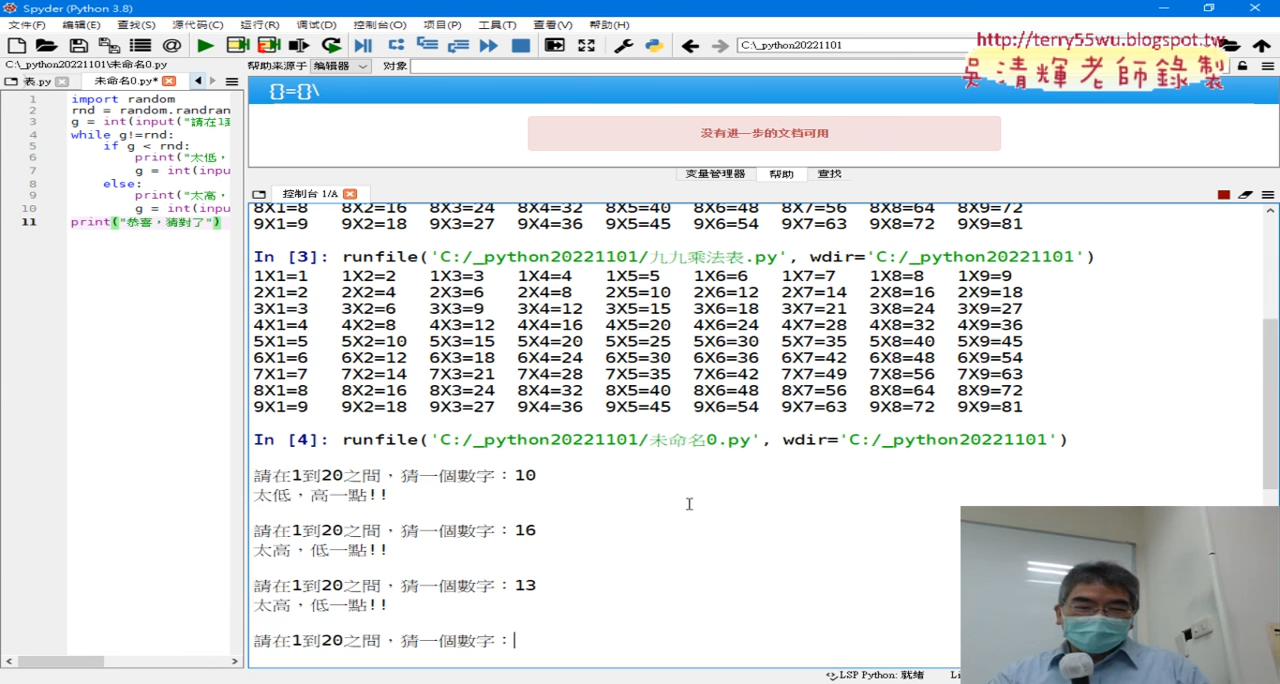 Spyder (Python 3.8)
文件(F) 编辑(E) 查找(S) 源代码(C) 运行(R) 调试(D) 控制台(O) 项目(P) 工具(T) 查看(V) 帮助(H)
C:\_python20221101
http://terry55wu.blogspot.tw
吳清輝老師錄製
C:\_python20221101\未命名0.py
帮助来源于 编辑器 对象
表.py 未命名0.py*
{}={}\
1 import random
2 rnd = random.randran
3 g = int(input("請在1到
4 while g!=rnd:
5 if g < rnd:
6 print("太低，
7 g = int(inpu
8 else:
9 print("太高，
10 g = int(inpu
11 print("恭喜，猜對了")
没有进一步的文档可用
变量管理器 帮助 查找
控制台 1/A
8X1=8 8X2=16 8X3=24 8X4=32 8X5=40 8X6=48 8X7=56 8X8=64 8X9=72
9X1=9 9X2=18 9X3=27 9X4=36 9X5=45 9X6=54 9X7=63 9X8=72 9X9=81
In [3]: runfile('C:/_python20221101/九九乘法表.py', wdir='C:/_python20221101')
1X1=1 1X2=2 1X3=3 1X4=4 1X5=5 1X6=6 1X7=7 1X8=8 1X9=9
2X1=2 2X2=4 2X3=6 2X4=8 2X5=10 2X6=12 2X7=14 2X8=16 2X9=18
3X1=3 3X2=6 3X3=9 3X4=12 3X5=15 3X6=18 3X7=21 3X8=24 3X9=27
4X1=4 4X2=8 4X3=12 4X4=16 4X5=20 4X6=24 4X7=28 4X8=32 4X9=36
5X1=5 5X2=10 5X3=15 5X4=20 5X5=25 5X6=30 5X7=35 5X8=40 5X9=45
6X1=6 6X2=12 6X3=18 6X4=24 6X5=30 6X6=36 6X7=42 6X8=48 6X9=54
7X1=7 7X2=14 7X3=21 7X4=28 7X5=35 7X6=42 7X7=49 7X8=56 7X9=63
8X1=8 8X2=16 8X3=24 8X4=32 8X5=40 8X6=48 8X7=56 8X8=64 8X9=72
9X1=9 9X2=18 9X3=27 9X4=36 9X5=45 9X6=54 9X7=63 9X8=72 9X9=81
In [4]: runfile('C:/_python20221101/未命名0.py', wdir='C:/_python20221101')
請在1到20之間，猜一個數字：10
太低，高一點!!
請在1到20之間，猜一個數字：16
太高，低一點!!
請在1到20之間，猜一個數字：13
太高，低一點!!
請在1到20之間，猜一個數字：
LSP Python: 就绪